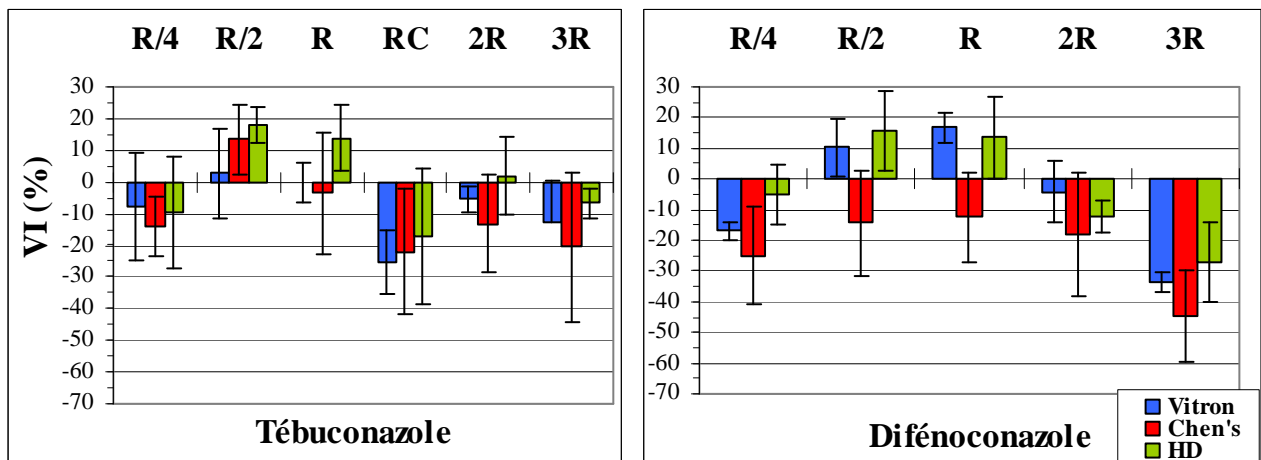 R/4 R/2 R RC 2R 3R
VI (%)
30
20
10
0
-10
-20
-30
-40
-50
-60
-70
Tébuconazole
R/4 R/2 R 2R 3R
30
20
10
0
-10
-20
-30
-40
-50
-60
-70
Difénoconazole
Vitron
Chen's
HD